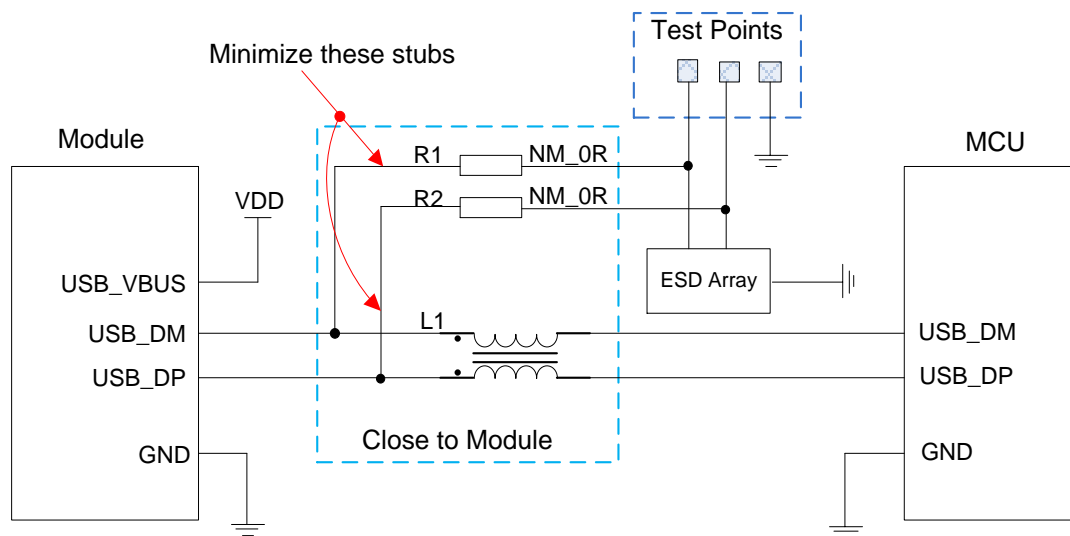 Test Points
Minimize these stubs
Module
MCU
R1 NM_0R
R2 NM_0R
VDD
ESD Array
USB_VBUS
L1
USB_DM
USB_DM
USB_DP
USB_DP
Close to Module
GND
GND